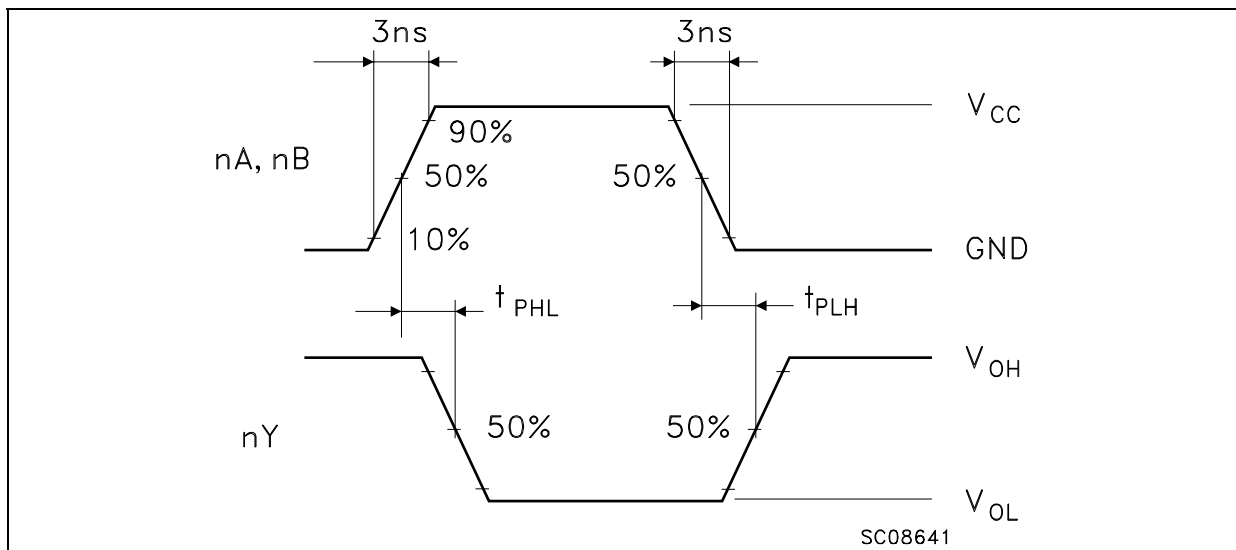 3ns 3ns
V_CC
90%
nA, nB 50% 50%
10% GND
t_PHL t_PLH
V_OH
nY 50% 50%
V_OL
SC08641